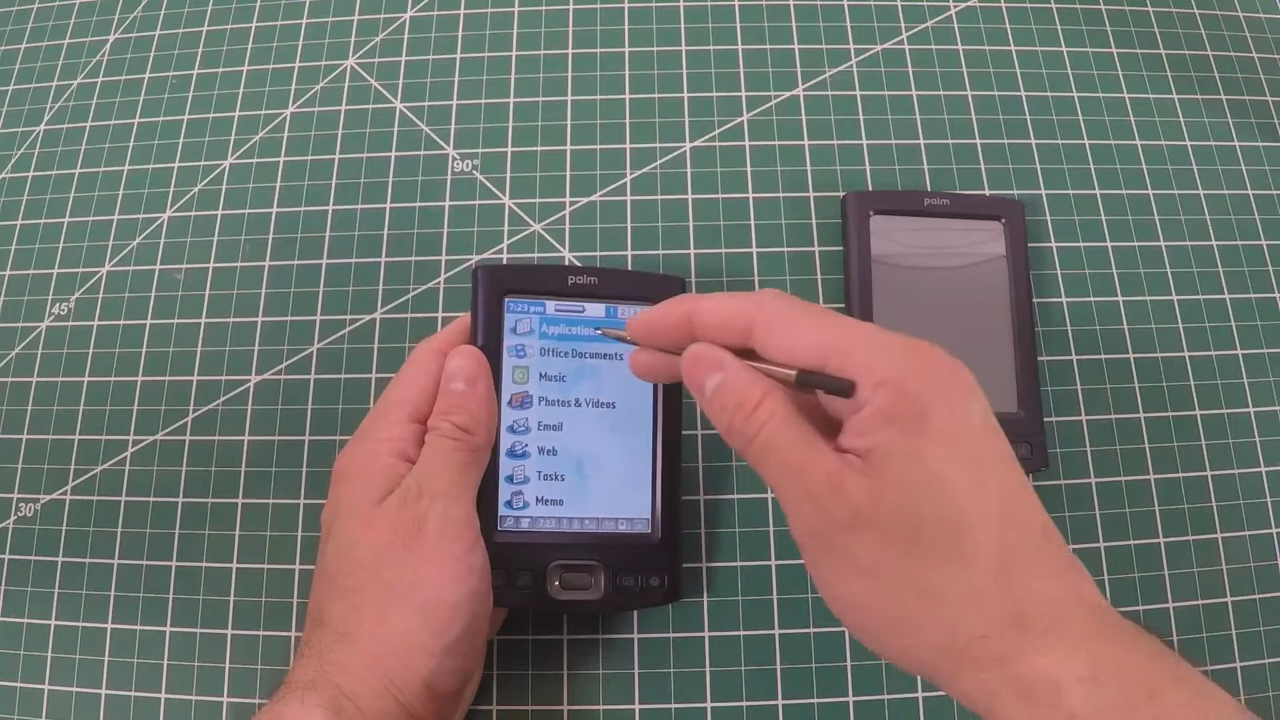 90°
45°
30°
palm
palm
7:23 pm
1 2 3
Applications
Office Documents
Music
Photos & Videos
Email
Web
Tasks
Memo
7:23